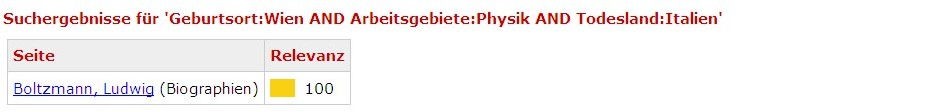 Suchergebnisse für 'Geburtsort:Wien AND Arbeitsgebiete:Physik AND Todesland:Italien'
Seite Relevanz
Boltzmann, Ludwig (Biographien) 100